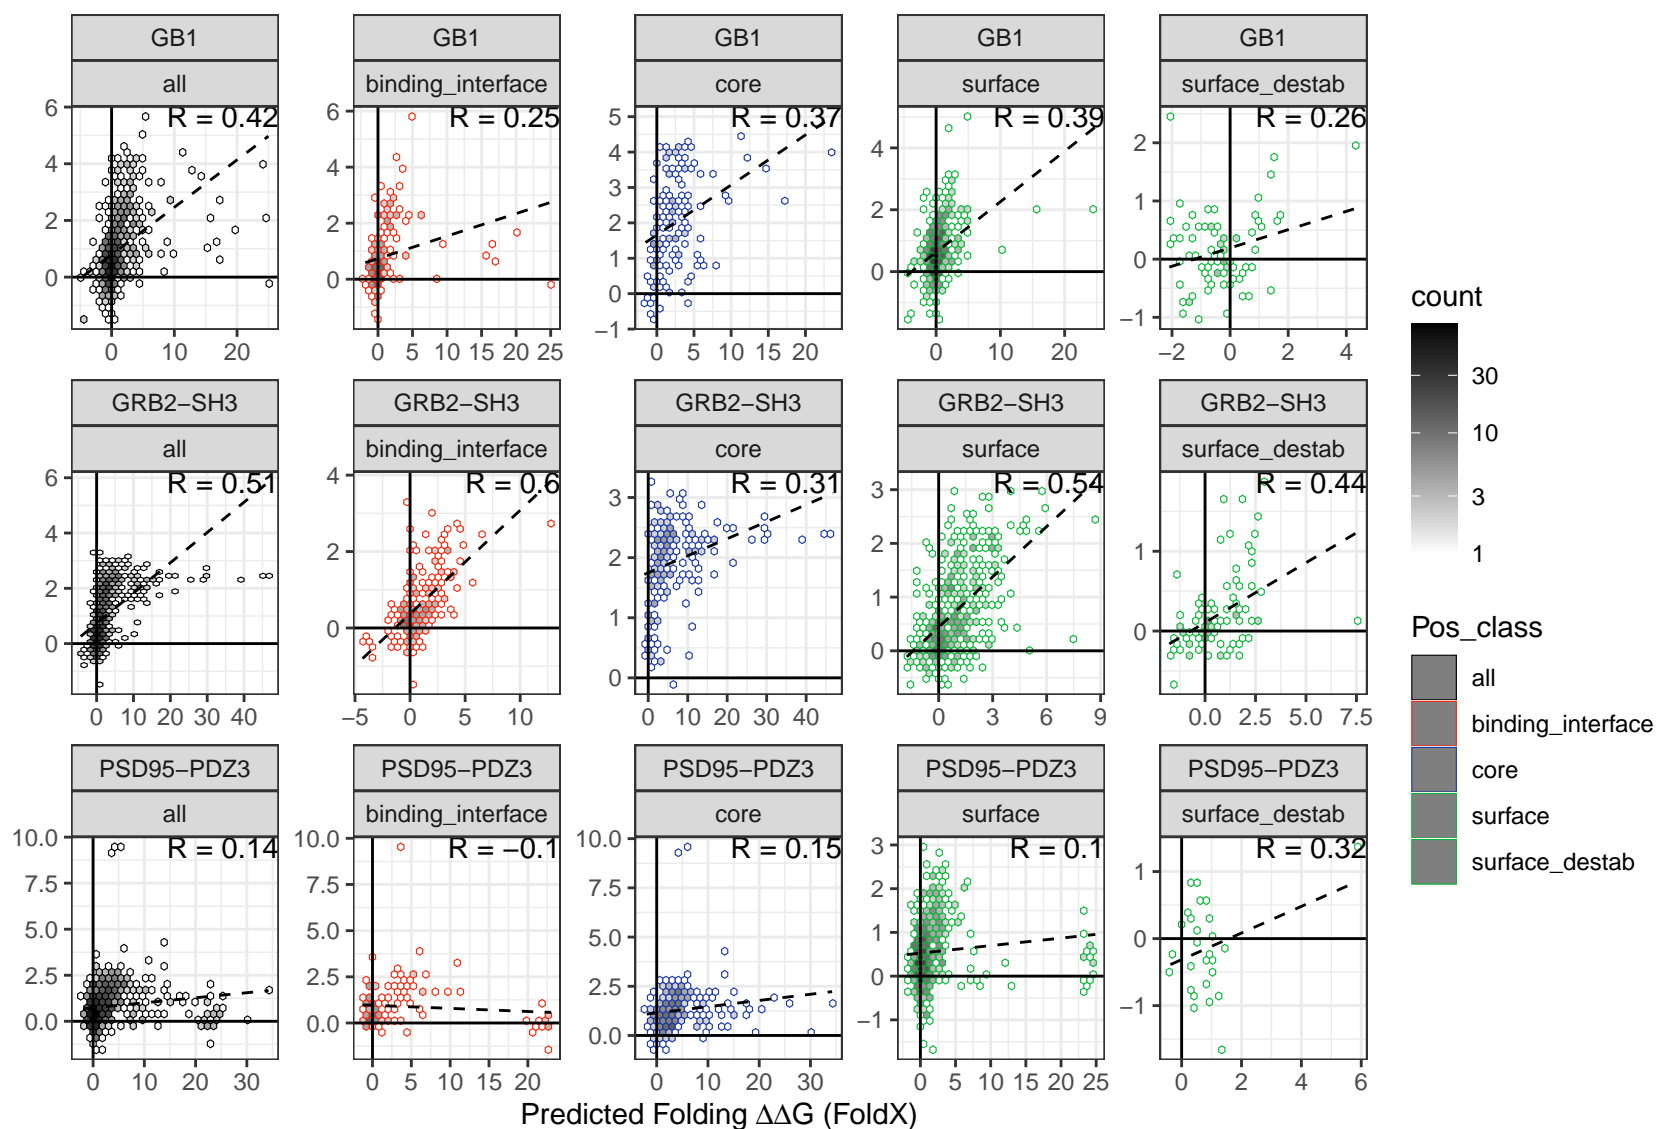 GB1 GB1 GB1 GB1 GB1
all binding_interface core surface surface_destab
R = 0.42 R = 0.25 R = 0.37 R = 0.39 R = 0.26
6
4
2
0
0 10 20
6
4
2
0
0 5 10 15 20 25
5
4
3
2
1
0
−1
0 5 10 15 20 25
4
2
0
0 10 20
2
1
0
−1
−2 0 2 4
GRB2−SH3 GRB2−SH3 GRB2−SH3 GRB2−SH3 GRB2−SH3
all binding_interface core surface surface_destab
R = 0.51 R = 0.6 R = 0.31 R = 0.54 R = 0.44
6
4
2
0
0 10 20 30 40
4
2
0
−5 0 5 10
3
2
1
0
0 10 20 30 40
3
2
1
0
0 3 6 9
1
0
0.0 2.5 5.0 7.5
PSD95−PDZ3 PSD95−PDZ3 PSD95−PDZ3 PSD95−PDZ3 PSD95−PDZ3
all binding_interface core surface surface_destab
R = 0.14 R = −0.1 R = 0.15 R = 0.1 R = 0.32
10.0
7.5
5.0
2.5
0.0
0 10 20 30
10.0
7.5
5.0
2.5
0.0
0 5 10 15 20
10.0
7.5
5.0
2.5
0.0
0 10 20 30
3
2
1
0
−1
0 5 10 15 20 25
1
0
−1
0 2 4 6
Predicted Folding ΔΔG (FoldX)
count
30
10
3
1
Pos_class
all
binding_interface
core
surface
surface_destab